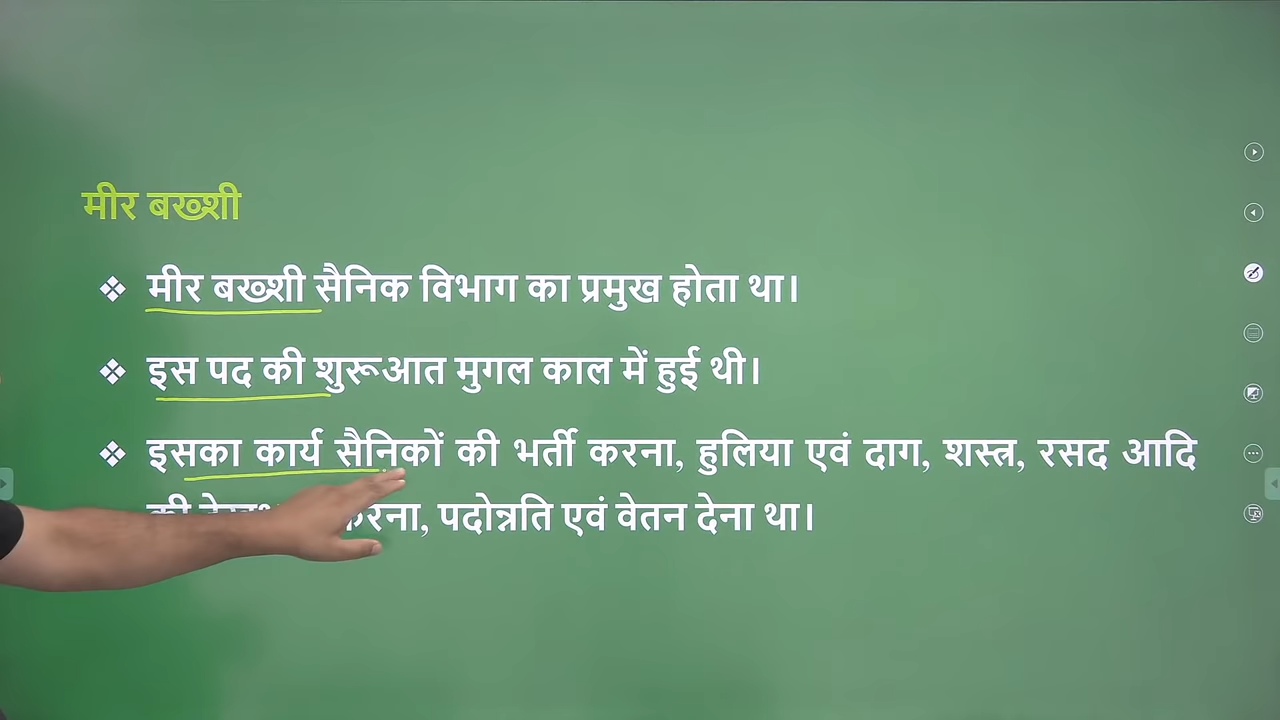 मीर बख्शी
❖ मीर बख्शी सैनिक विभाग का प्रमुख होता था।
❖ इस पद की शुरूआत मुगल काल में हुई थी।
❖ इसका कार्य सैनिकों की भर्ती करना, हुलिया एवं दाग, शस्त्र, रसद आदि
की करना, पदोन्नति एवं वेतन देना था।